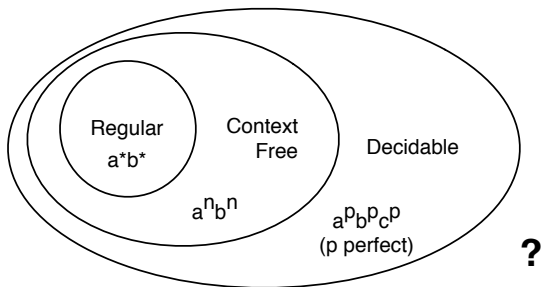 Regular
a*b*
Context
Free
Decidable
aⁿbⁿ
aᵖbᵖcᵖ
(p perfect)
?